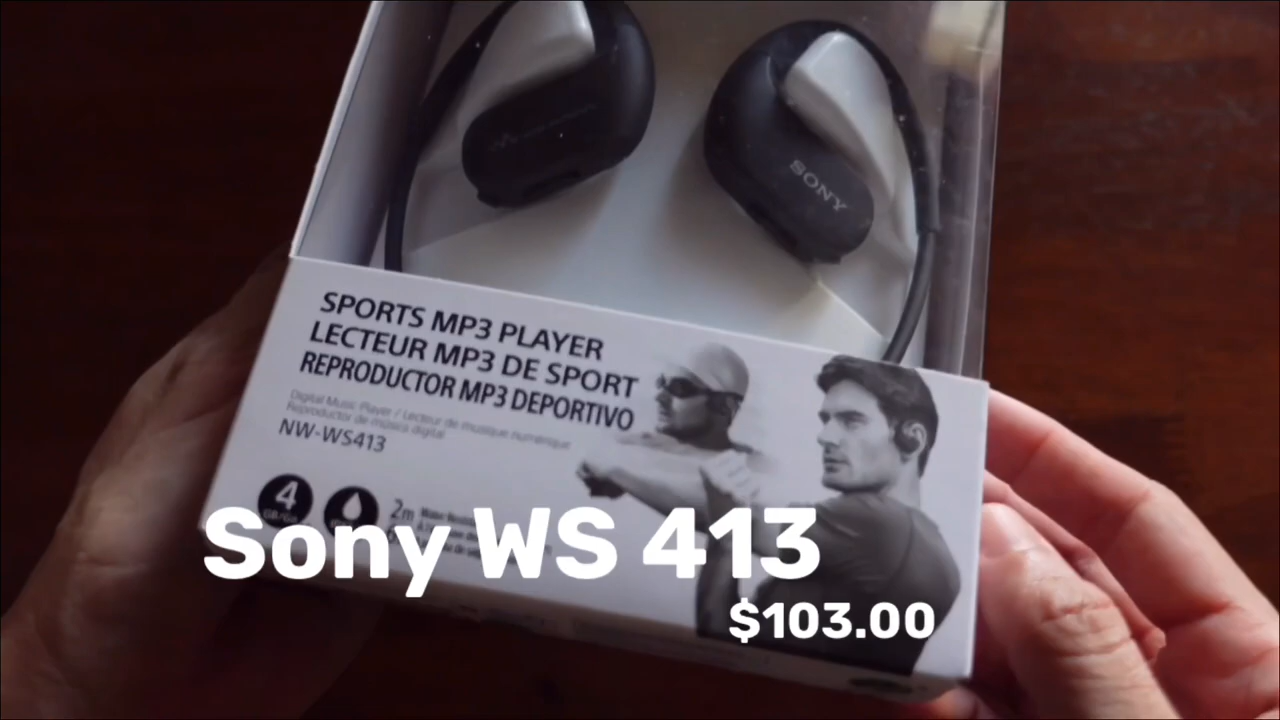 SONY
SPORTS MP3 PLAYER
LECTEUR MP3 DE SPORT
REPRODUCTOR MP3 DEPORTIVO
Digital Music Player / Lecteur de musique numérique
Reproductor de música digital
NW-WS413
4
2m
Sony WS 413
$103.00